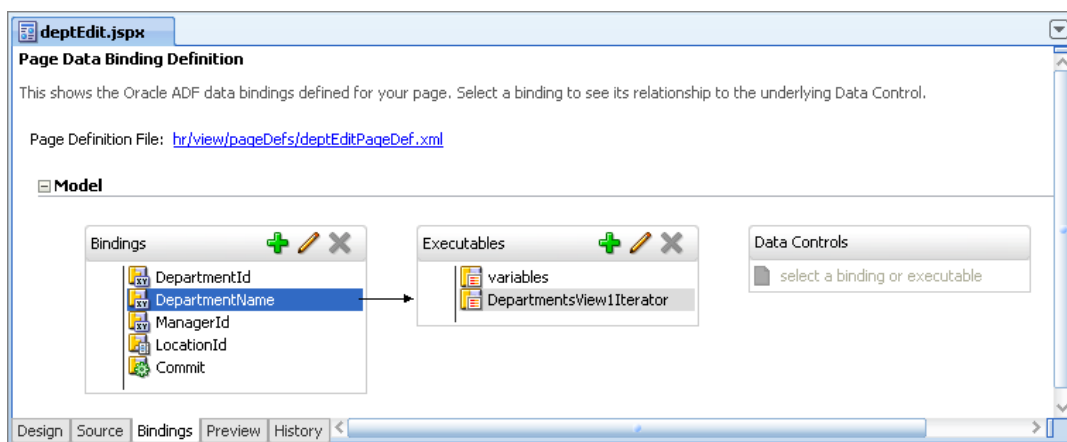 deptEdit.jspx
Page Data Binding Definition
This shows the Oracle ADF data bindings defined for your page. Select a binding to see its relationship to the underlying Data Control.
Page Definition File: hr/view/pageDefs/deptEditPageDef.xml
Model
Bindings
DepartmentId
DepartmentName
ManagerId
LocationId
Commit
Executables
variables
DepartmentsView1Iterator
Data Controls
select a binding or executable
Design Source Bindings Preview History